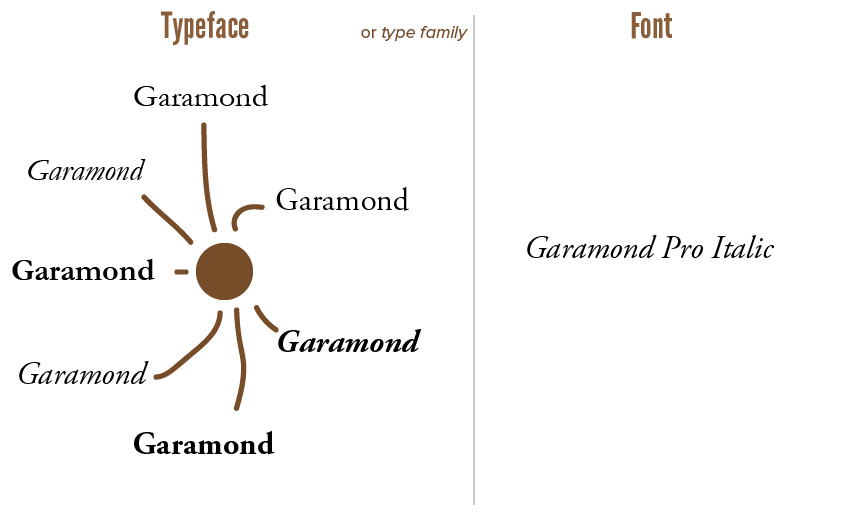 Typeface
or type family
Garamond
Garamond
Garamond
Garamond
Garamond
Garamond
Garamond
Font
Garamond Pro Italic